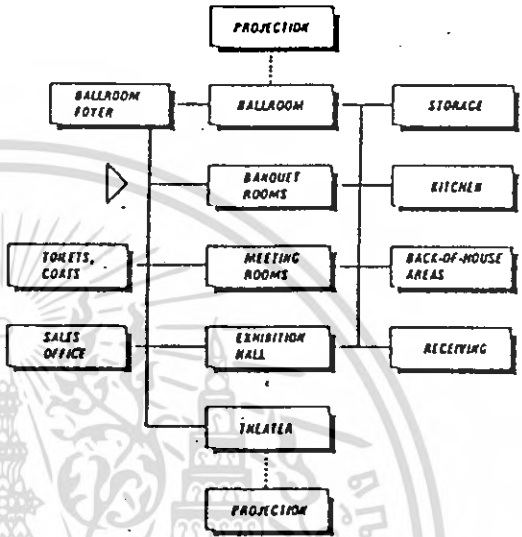 PROJECTION
BALLROOM
FOYER
BALLROOM
STORAGE
BANQUET
ROOMS
KITCHEN
TOILETS,
COATS
MEETING
ROOMS
BACK-OF-HOUSE
AREAS
SALES
OFFICE
EXHIBITION
HALL
RECEIVING
THEATER
PROJECTION